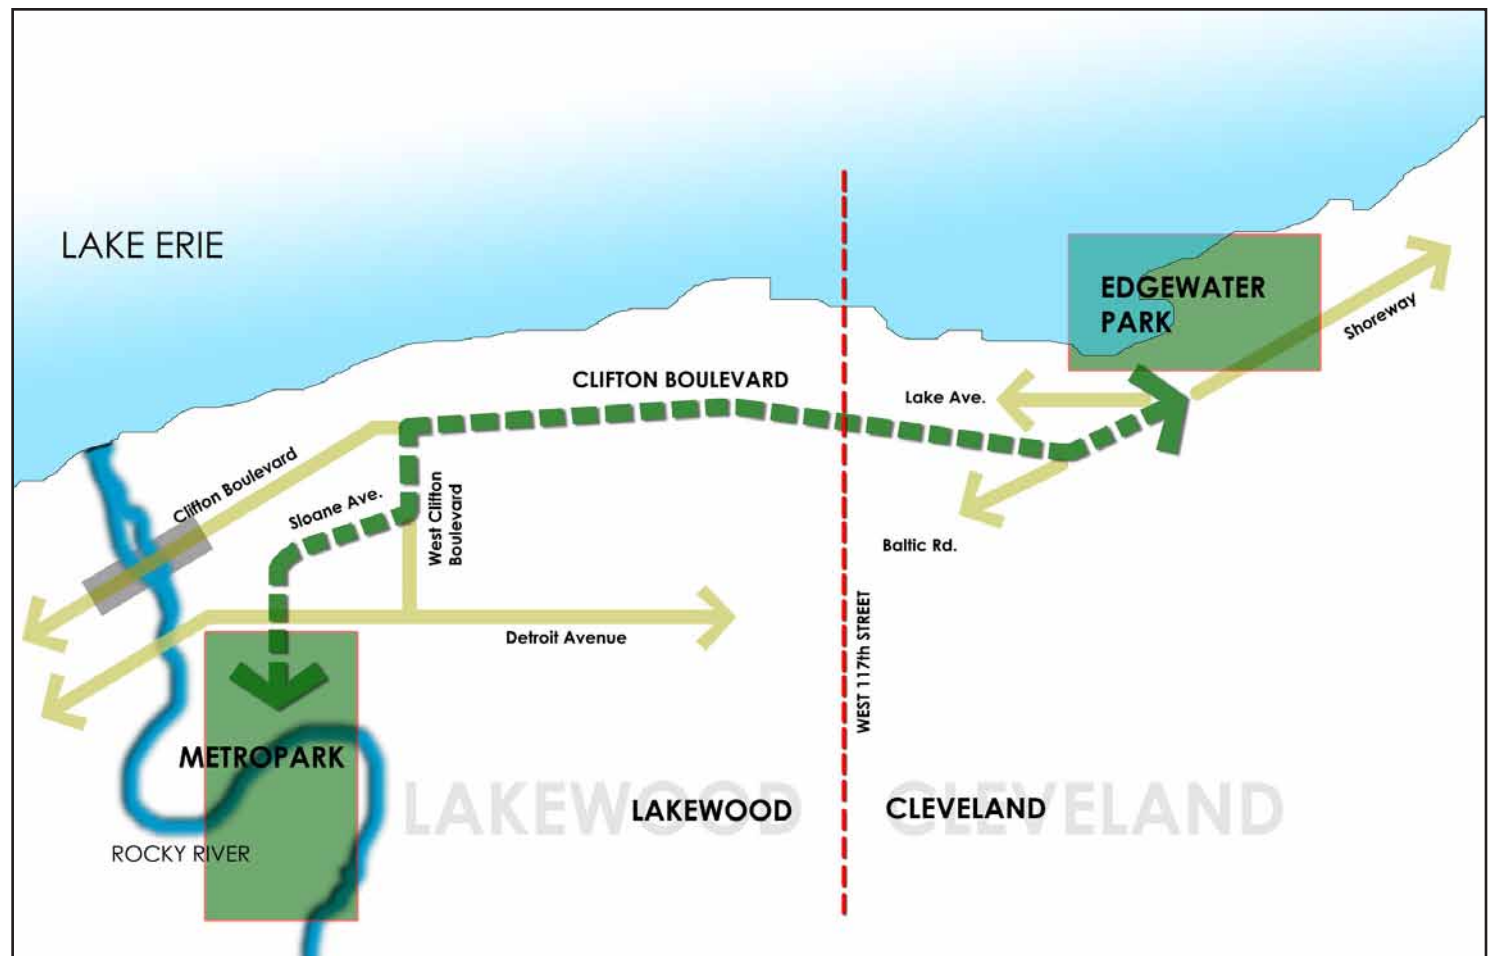 LAKE ERIE
EDGEWATER
PARK
Shoreway
CLIFTON BOULEVARD
Lake Ave.
Clifton Boulevard
Sloane Ave.
West Clifton
Boulevard
Baltic Rd.
Detroit Avenue
WEST 117th STREET
METROPARK
LAKEWOOD
LAKEWOOD
CLEVELAND
CLEVELAND
ROCKY RIVER